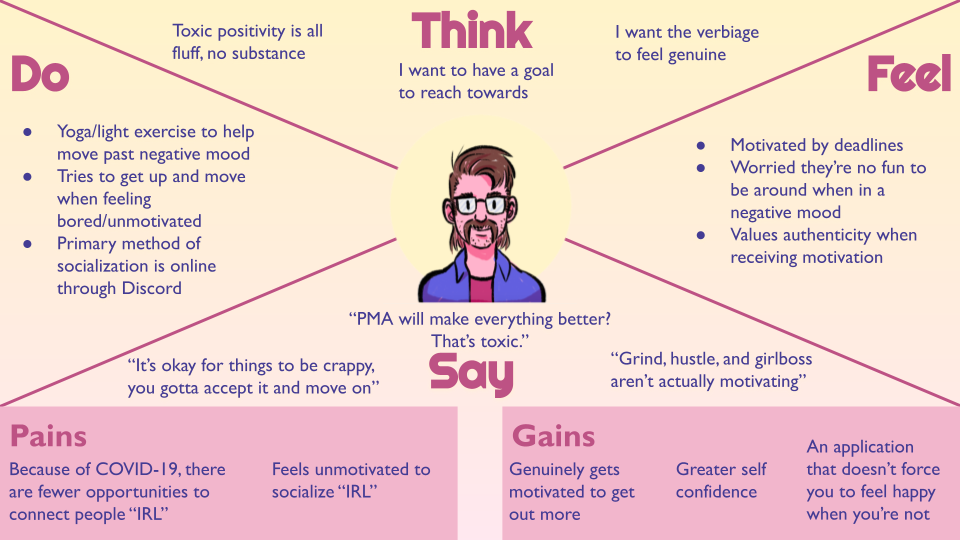 Think
Toxic positivity is all
fluff, no substance
I want to have a goal
to reach towards
I want the verbiage
to feel genuine
Do
● Yoga/light exercise to help
move past negative mood
● Tries to get up and move
when feeling
bored/unmotivated
● Primary method of
socialization is online
through Discord
Feel
● Motivated by deadlines
● Worried they’re no fun to
be around when in a
negative mood
● Values authenticity when
receiving motivation
“PMA will make everything better?
That’s toxic.”
Say
“It’s okay for things to be crappy,
you gotta accept it and move on”
“Grind, hustle, and girlboss
aren’t actually motivating”
Pains
Because of COVID-19, there
are fewer opportunities to
connect people “IRL”
Feels unmotivated to
socialize “IRL”
Gains
Genuinely gets
motivated to get
out more
Greater self
confidence
An application
that doesn’t force
you to feel happy
when you’re not